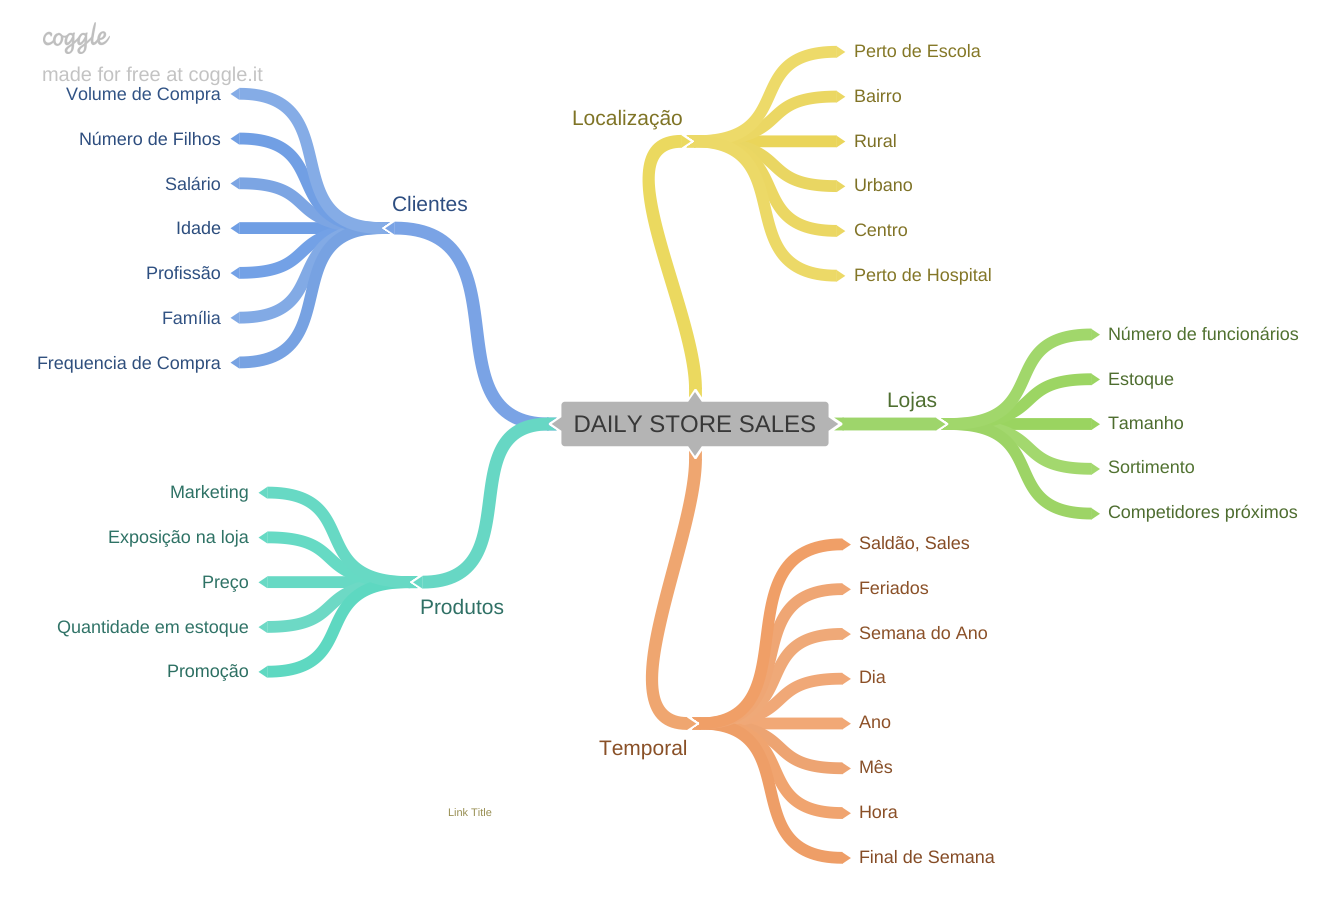 coggle
made for free at coggle.it
Volume de Compra
Número de Filhos
Salário
Idade
Profissão
Família
Frequencia de Compra
Clientes
Marketing
Exposição na loja
Preço
Quantidade em estoque
Promoção
Produtos
DAILY STORE SALES
Localização
Perto de Escola
Bairro
Rural
Urbano
Centro
Perto de Hospital
Lojas
Número de funcionários
Estoque
Tamanho
Sortimento
Competidores próximos
Temporal
Saldão, Sales
Feriados
Semana do Ano
Dia
Ano
Mês
Hora
Final de Semana
Link Title